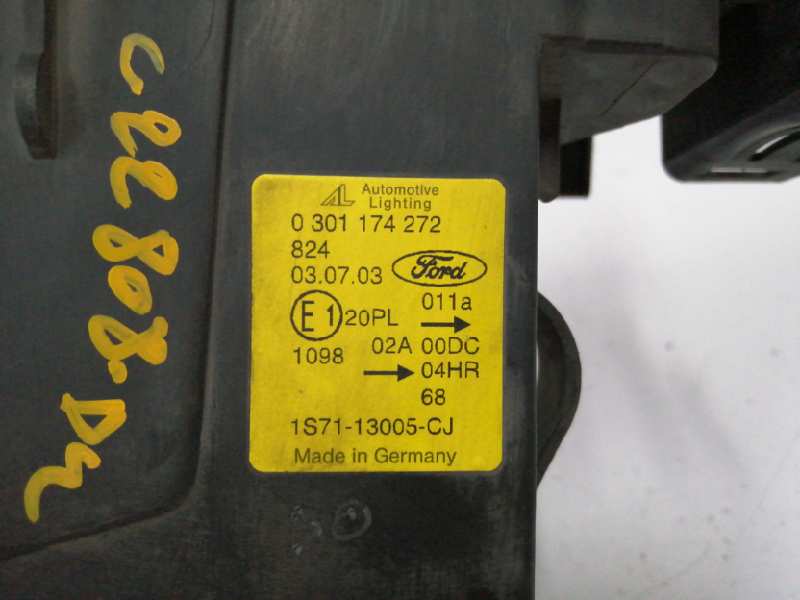 AL Automotive
Lighting
0 301 174 272
824
03.07.03 Ford
E1 20PL 011a
1098 02A 00DC
04HR
68
1S71-13005-CJ
Made in Germany